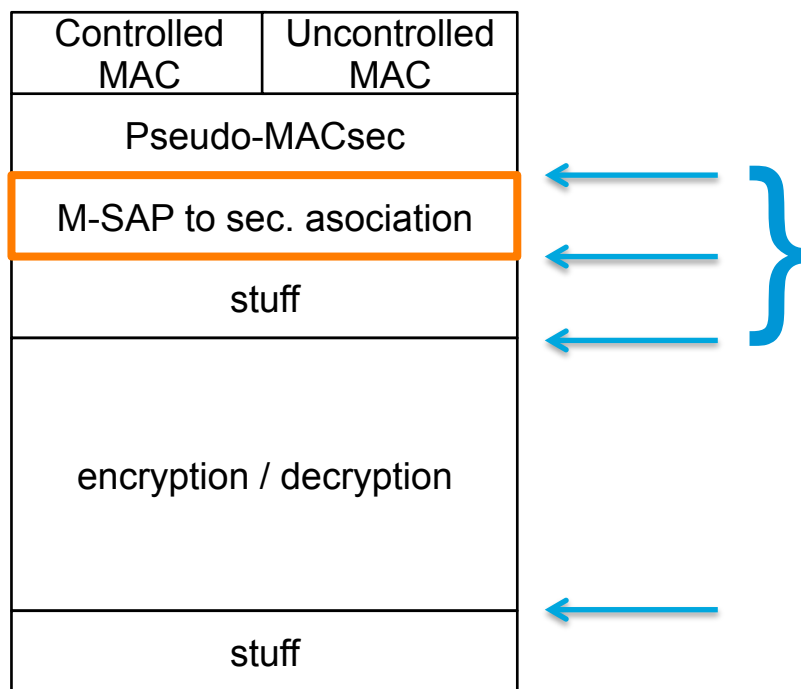 Controlled
MAC
Uncontrolled
MAC
Pseudo-MACsec
M-SAP to sec. asociation
stuff
encryption / decryption
stuff